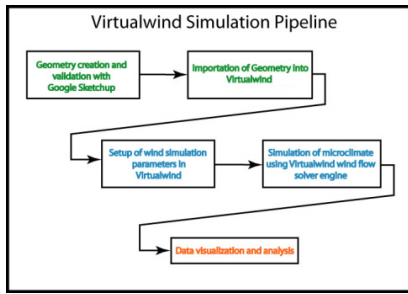 Virtualwind Simulation Pipeline
Geometry creation and
validation with
Google Sketchup
Importation of Geometry into
Virtualwind
Setup of wind simulation
parameters in
Virtualwind
Simulation of microclimate
using Virtualwind wind flow
solver engine
Data visualization and analysis